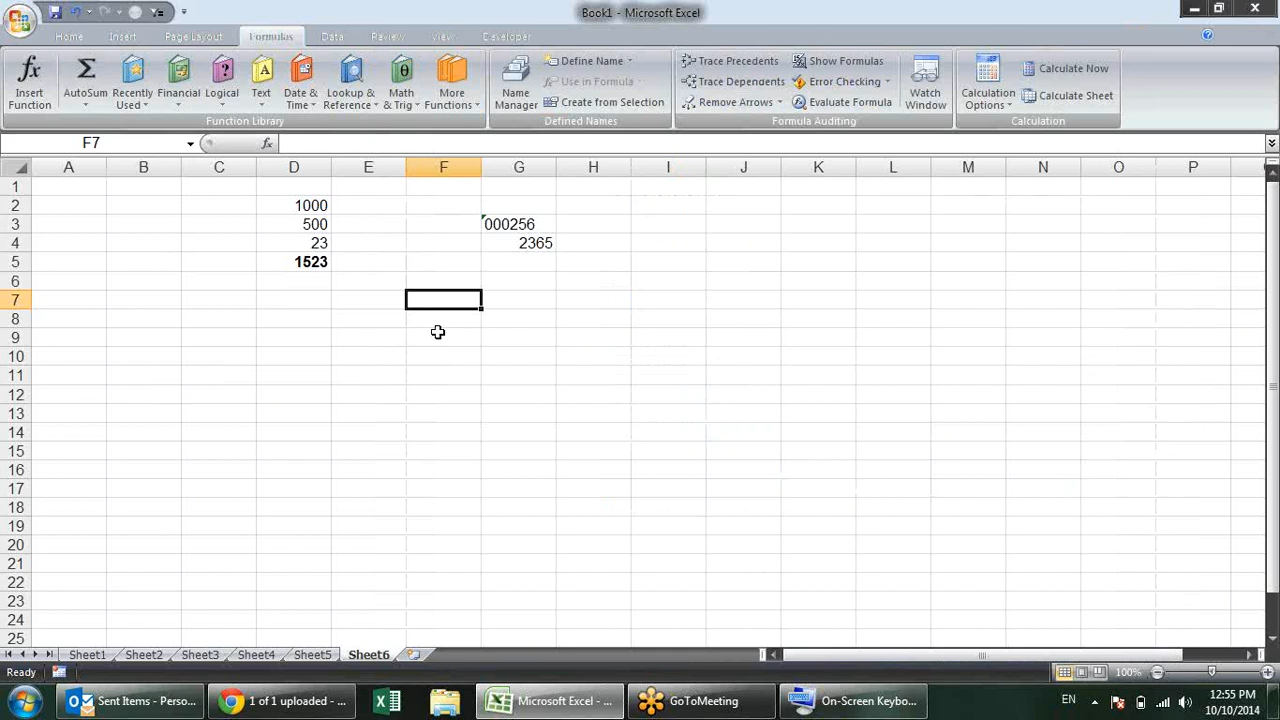 Book1 - Microsoft Excel
Home Insert Page Layout Formulas Data Review View Developer
Insert Function
AutoSum
Recently Used
Financial
Logical
Text
Date & Time
Lookup & Reference
Math & Trig
More Functions
Function Library
Name Manager
Define Name
Use in Formula
Create from Selection
Defined Names
Trace Precedents
Trace Dependents
Remove Arrows
Show Formulas
Error Checking
Evaluate Formula
Formula Auditing
Watch Window
Calculation Options
Calculate Now
Calculate Sheet
Calculation
F7
fx
A B C D E F G H I J K L M N O P
1
2 1000
3 500 000256
4 23 2365
5 1523
6
7
8
9
10
11
12
13
14
15
16
17
18
19
20
21
22
23
24
25
Sheet1 Sheet2 Sheet3 Sheet4 Sheet5 Sheet6
Ready
100%
Sent Items - Perso...
1 of 1 uploaded - ...
Microsoft Excel - ...
GoToMeeting
On-Screen Keybo...
EN
12:55 PM
10/10/2014